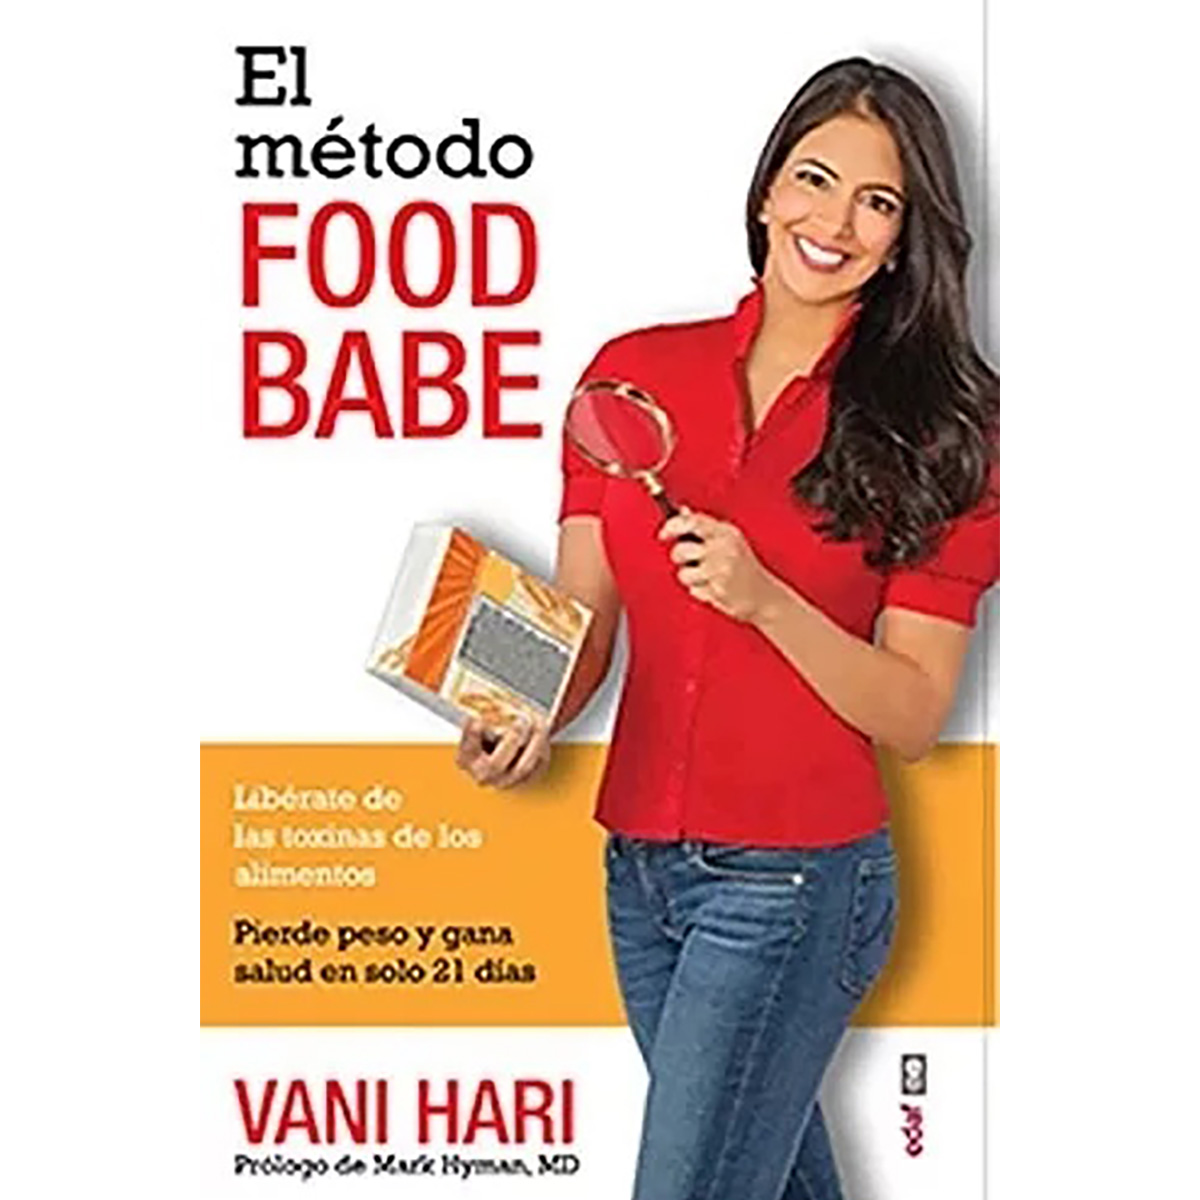 El
método
FOOD
BABE
Libérate de
las toxinas de los
alimentos
Pierde peso y gana
salud en solo 21 días
VANI HARI
Prólogo de Mark Hyman, MD
edaf